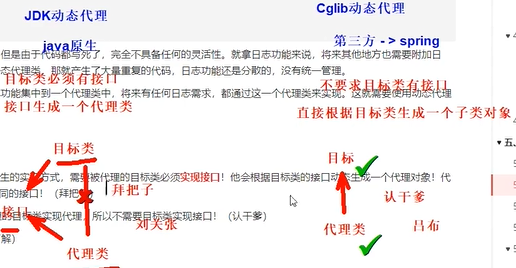 JDK动态代理
Cglib动态代理
java原生
第三方 -> spring
但是由于代码都写死了，完全不具备任何的灵活性。就拿日志功能来说，将来其他地方也需要附加日
态代理类，那就产生了大量重复的代码，日志功能还是分散的，没有统一管理。
目标类必须有接口
不要求目标类有接口
功能集中到一个代理类中，将来有任何日志需求，都通过这一个代理类来实现。这就需要使用动态代理
接口生成一个代理类
直接根据目标类生成一个子类对象
目标类
目标
生的实现方式，需要被代理的目标类必须实现接口！他会根据目标类的接口动态生成一个代理对象！代
同的接口！（拜把
拜把子
认干爹
接口
的目标类实现代理，所以不需要目标类实现接口！（认干爹）
刘关张
代理类
吕布
解）
代理类
五、